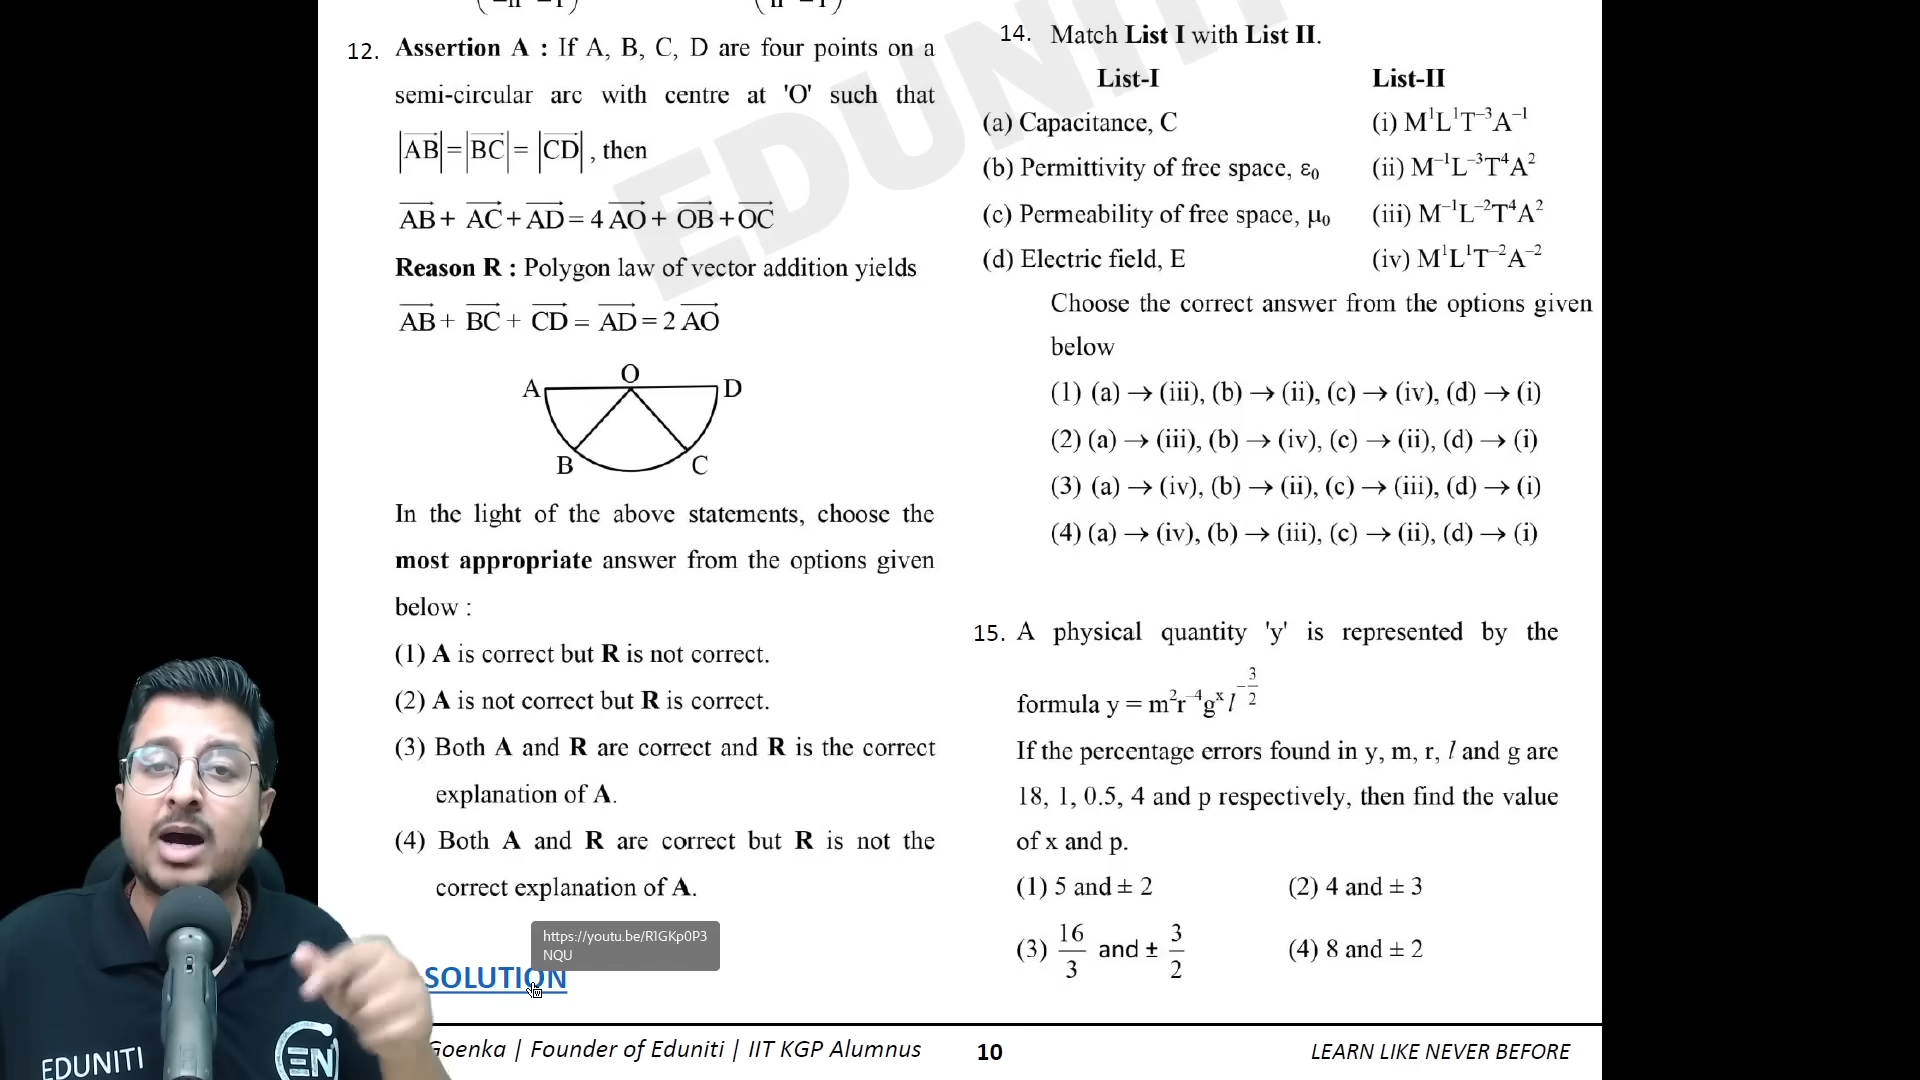 12. Assertion A : If A, B, C, D are four points on a
semi-circular arc with centre at 'O' such that
|AB| = |BC| = |CD| , then
AB + AC + AD = 4 AO + OB + OC
Reason R : Polygon law of vector addition yields
AB + BC + CD = AD = 2 AO
A O D
B C
In the light of the above statements, choose the
most appropriate answer from the options given
below :
(1) A is correct but R is not correct.
(2) A is not correct but R is correct.
(3) Both A and R are correct and R is the correct
explanation of A.
(4) Both A and R are correct but R is not the
correct explanation of A.
https://youtu.be/R1GKp0P3
NQU
SOLUTION
14. Match List I with List II.
List-I List-II
(a) Capacitance, C (i) M¹L¹T⁻³A⁻¹
(b) Permittivity of free space, ε₀ (ii) M⁻¹L⁻³T⁴A²
(c) Permeability of free space, μ₀ (iii) M⁻¹L⁻²T⁴A²
(d) Electric field, E (iv) M¹L¹T⁻²A⁻²
Choose the correct answer from the options given
below
(1) (a) → (iii), (b) → (ii), (c) → (iv), (d) → (i)
(2) (a) → (iii), (b) → (iv), (c) → (ii), (d) → (i)
(3) (a) → (iv), (b) → (ii), (c) → (iii), (d) → (i)
(4) (a) → (iv), (b) → (iii), (c) → (ii), (d) → (i)
15. A physical quantity 'y' is represented by the
formula y = m²r⁻⁴gˣl^(-3/2)
If the percentage errors found in y, m, r, l and g are
18, 1, 0.5, 4 and p respectively, then find the value
of x and p.
(1) 5 and ± 2 (2) 4 and ± 3
(3) 16/3 and ± 3/2 (4) 8 and ± 2
Goenka | Founder of Eduniti | IIT KGP Alumnus 10 LEARN LIKE NEVER BEFORE
EDUNITI
EDUNITI
EN